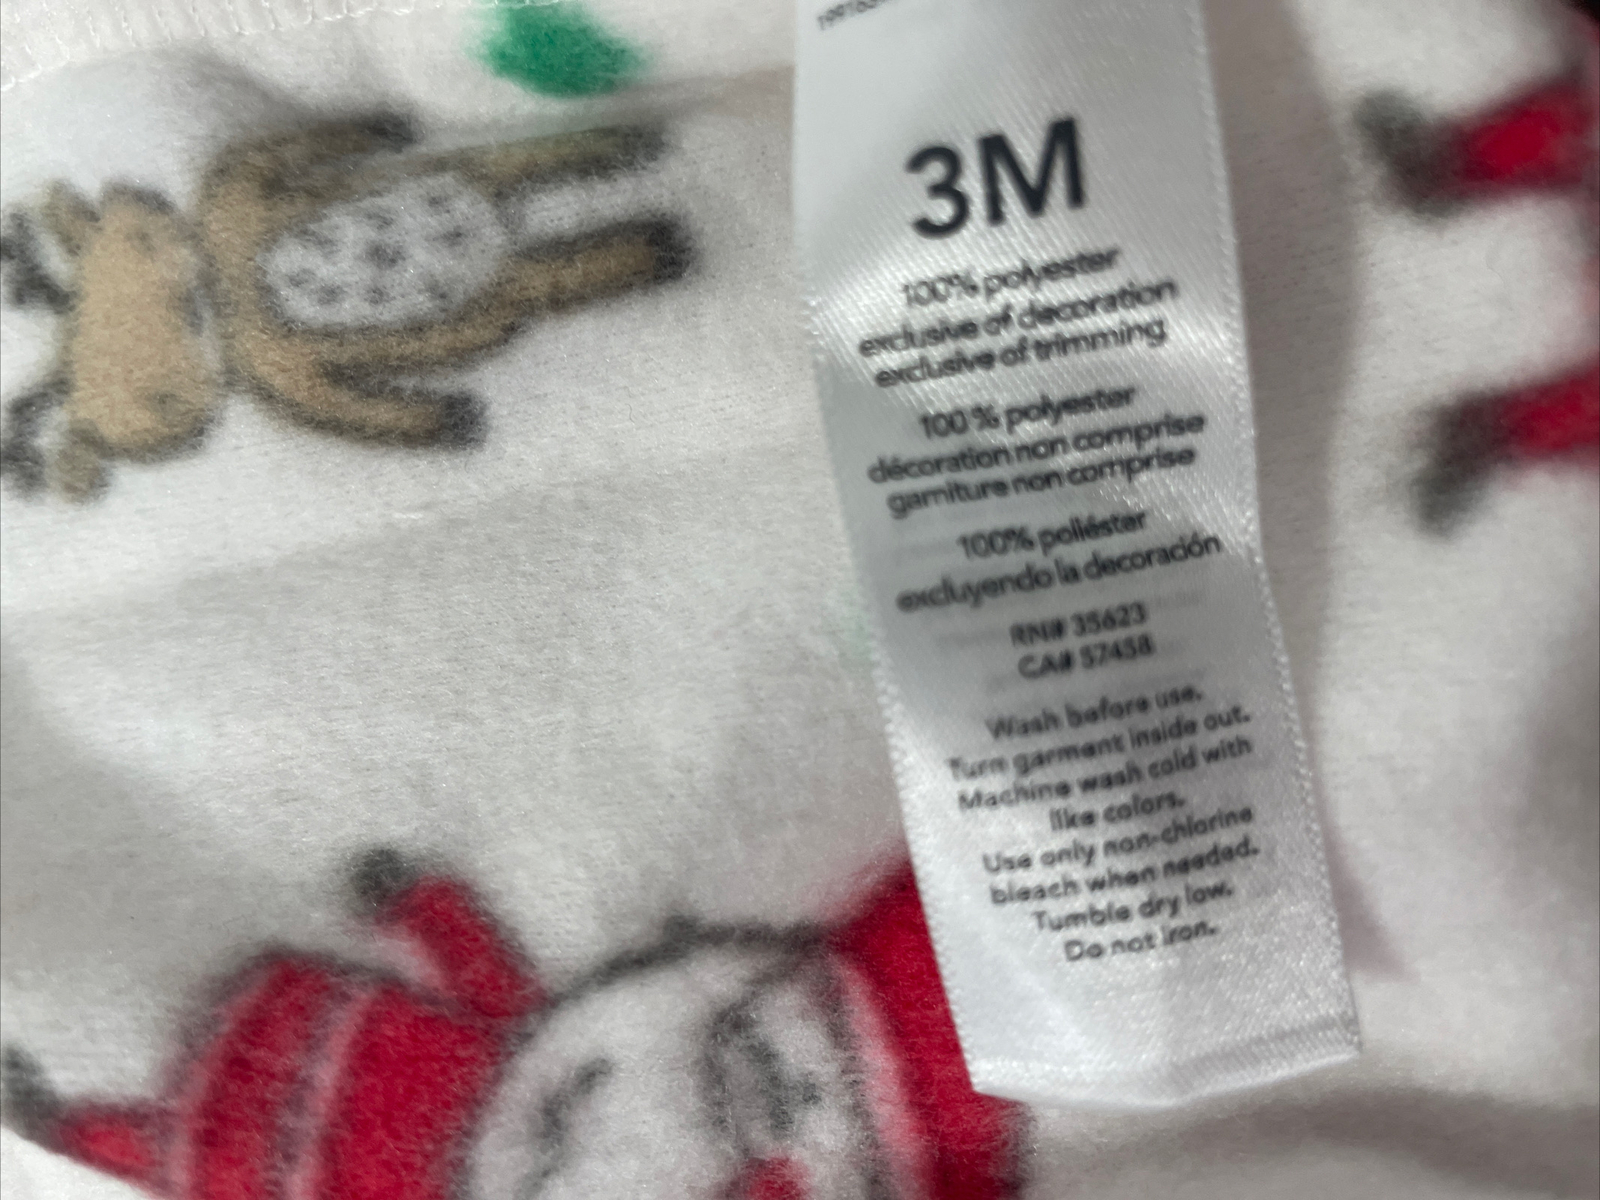 3M
100% polyester
exclusive of decoration
exclusive of trimming
100 % polyester
décoration non comprise
garniture non comprise
100% poliéster
excluyendo la decoración
RN# 35623
CA# 57458
Wash before use.
Turn garment inside out.
Machine wash cold with
like colors.
Use only non-chlorine
bleach when needed.
Tumble dry low.
Do not iron.